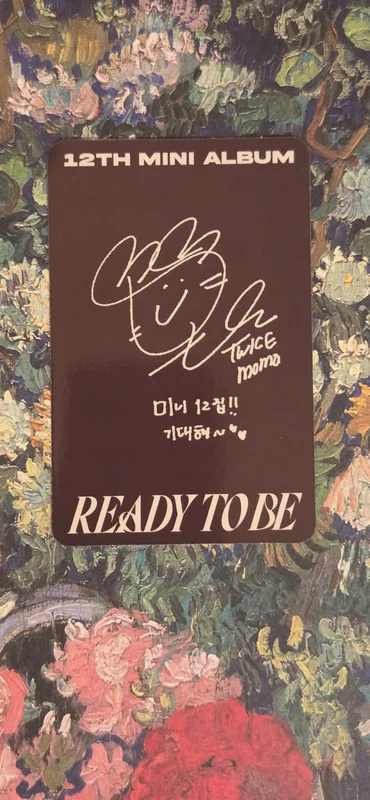 12TH MINI ALBUM
TWICE
MOMO
미니 12집!!
기대해~
READY TO BE